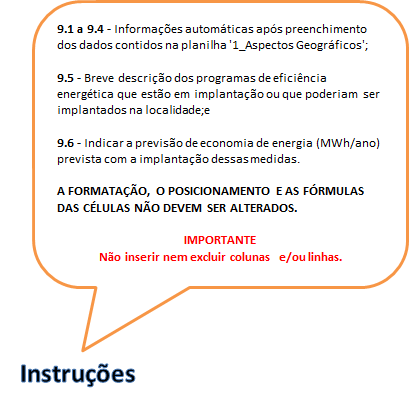 9.1 a 9.4 - Informações automáticas após preenchimento
dos dados contidos na planilha '1_Aspectos Geográficos';
9.5 - Breve descrição dos programas de eficiência
energética que estão em implantação ou que poderiam ser
implantados na localidade;e
9.6 - Indicar a previsão de economia de energia (MWh/ano)
prevista com a implantação dessas medidas.
A FORMATAÇÃO, O POSICIONAMENTO E AS FÓRMULAS
DAS CÉLULAS NÃO DEVEM SER ALTERADOS.
IMPORTANTE
Não inserir nem excluir colunas e/ou linhas.
Instruções